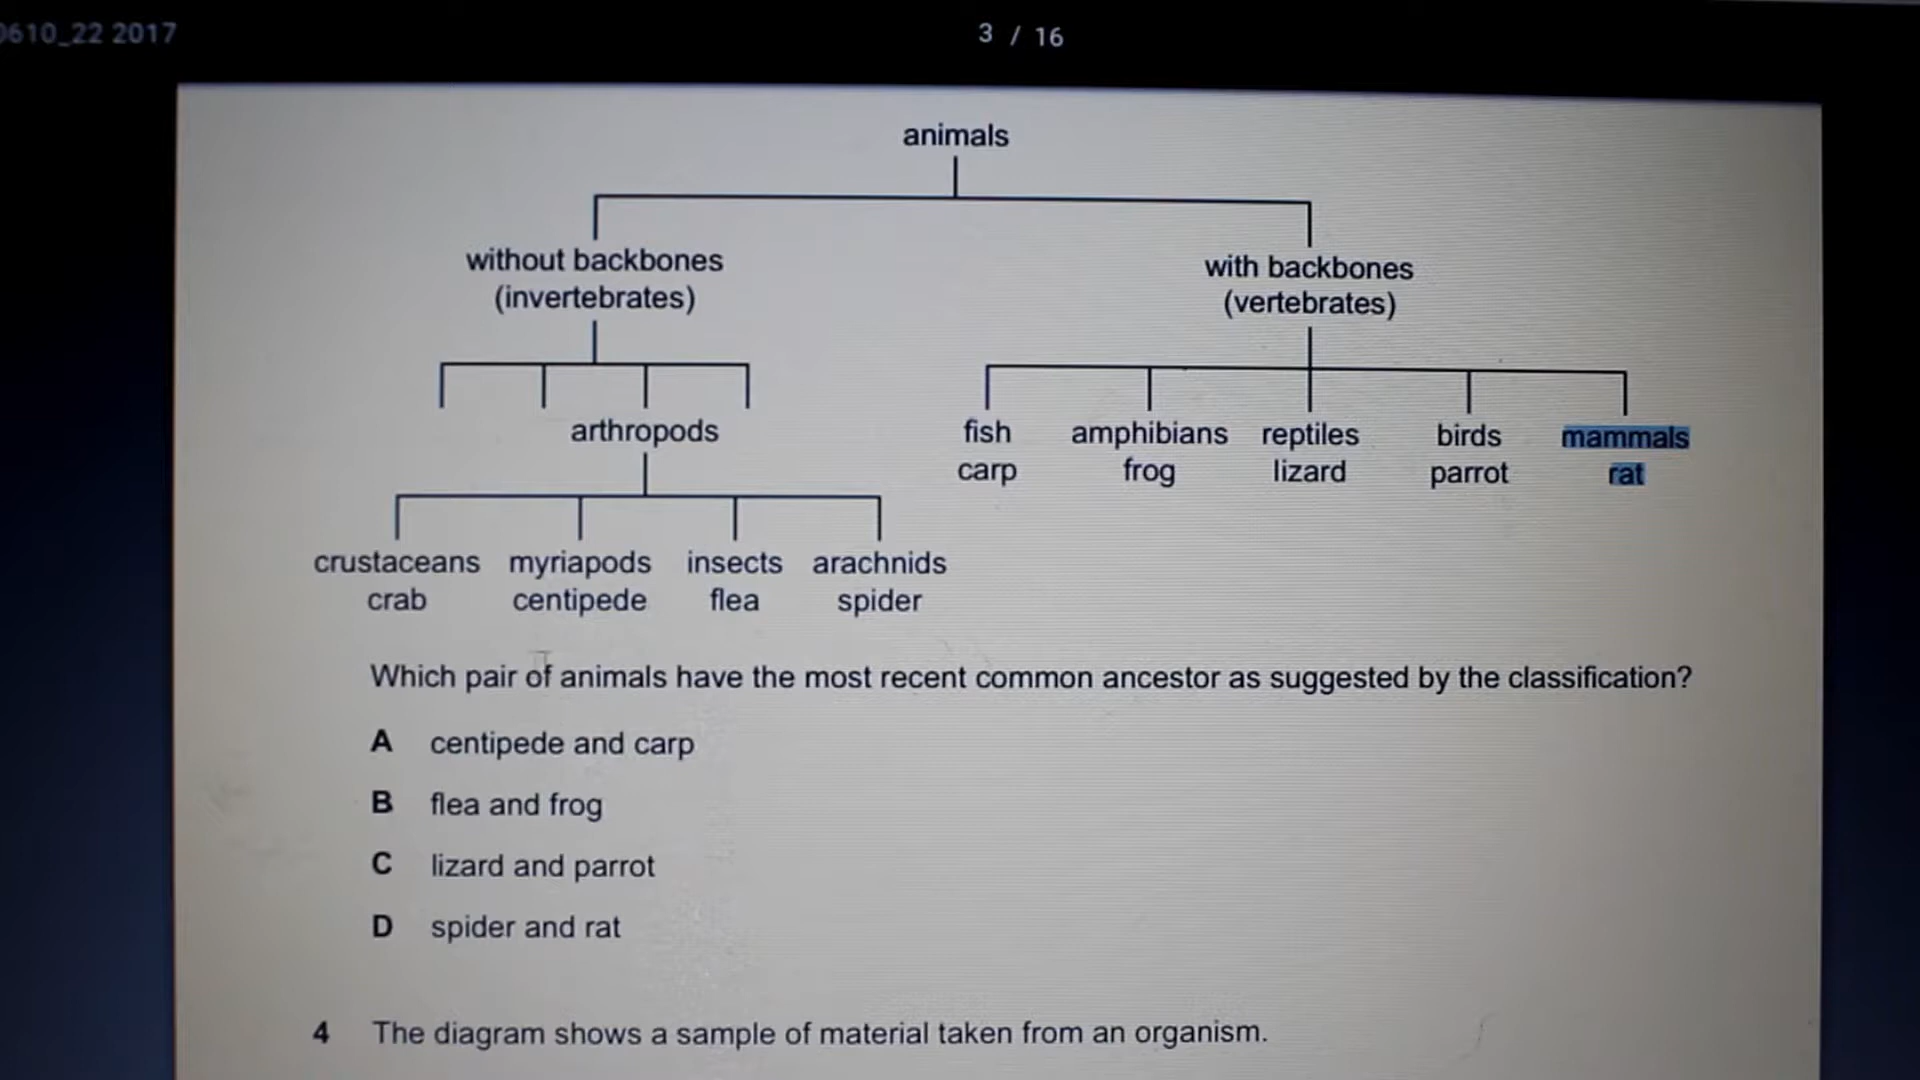 0610_22 2017
3 / 16
animals
without backbones
(invertebrates)
with backbones
(vertebrates)
arthropods
fish amphibians reptiles birds mammals
carp frog lizard parrot rat
crustaceans myriapods insects arachnids
crab centipede flea spider
Which pair of animals have the most recent common ancestor as suggested by the classification?
A centipede and carp
B flea and frog
C lizard and parrot
D spider and rat
4 The diagram shows a sample of material taken from an organism.